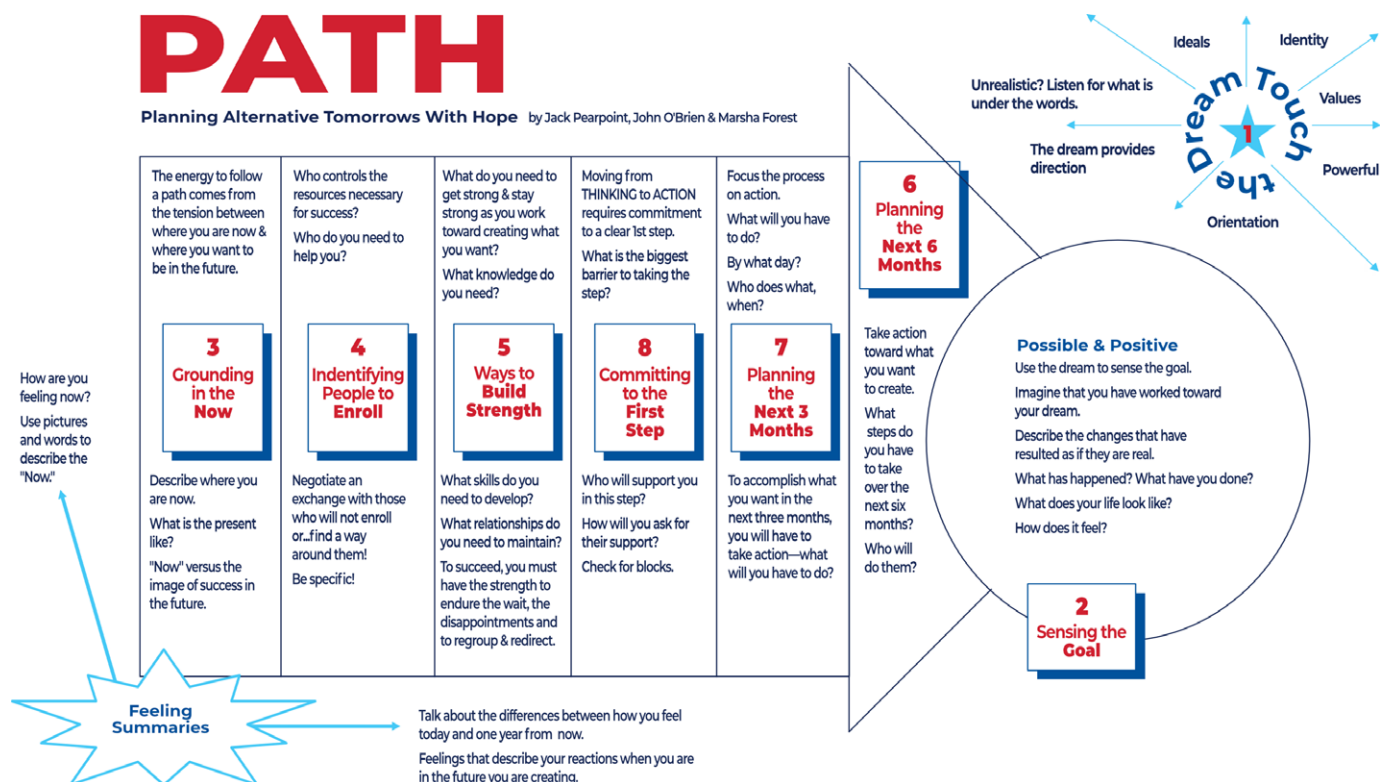 PATH
Planning Alternative Tomorrows With Hope by Jack Pearpoint, John O'Brien & Marsha Forest
The energy to follow
a path comes from
the tension between
where you are now &
where you want to
be in the future.
3
Grounding
in the
Now
Describe where you
are now.
What is the present
like?
"Now" versus the
image of success in
the future.
Who controls the
resources necessary
for success?
Who do you need to
help you?
4
Indentifying
People to
Enroll
Negotiate an
exchange with those
who will not enroll
or...find a way
around them!
Be specific!
What do you need to
get strong & stay
strong as you work
toward creating what
you want?
What knowledge do
you need?
5
Ways to
Build
Strength
What skills do you
need to develop?
What relationships do
you need to maintain?
To succeed, you must
have the strength to
endure the wait, the
disappointments and
to regroup & redirect.
Moving from
THINKING to ACTION
requires commitment
to a clear 1st step.
What is the biggest
barrier to taking the
step?
8
Committing
to the
First
Step
Who will support you
in this step?
How will you ask for
their support?
Check for blocks.
Focus the process
on action.
What will you have
to do?
By what day?
Who does what,
when?
7
Planning
the
Next 3
Months
To accomplish what
you want in the
next three months,
you will have to
take action—what
will you have to do?
6
Planning
the
Next 6
Months
Take action
toward what
you want
to create.
What
steps do
you have
to take
over the
next six
months?
Who will
do them?
Unrealistic? Listen for what is
under the words.
The dream provides
direction
Ideals
Identity
Values
Powerful
Orientation
Touch the Dream
1
Possible & Positive
Use the dream to sense the goal.
Imagine that you have worked toward
your dream.
Describe the changes that have
resulted as if they are real.
What has happened? What have you done?
What does your life look like?
How does it feel?
2
Sensing the
Goal
How are you
feeling now?
Use pictures
and words to
describe the
"Now."
Feeling
Summaries
Talk about the differences between how you feel
today and one year from now.
Feelings that describe your reactions when you are
in the future you are creating.